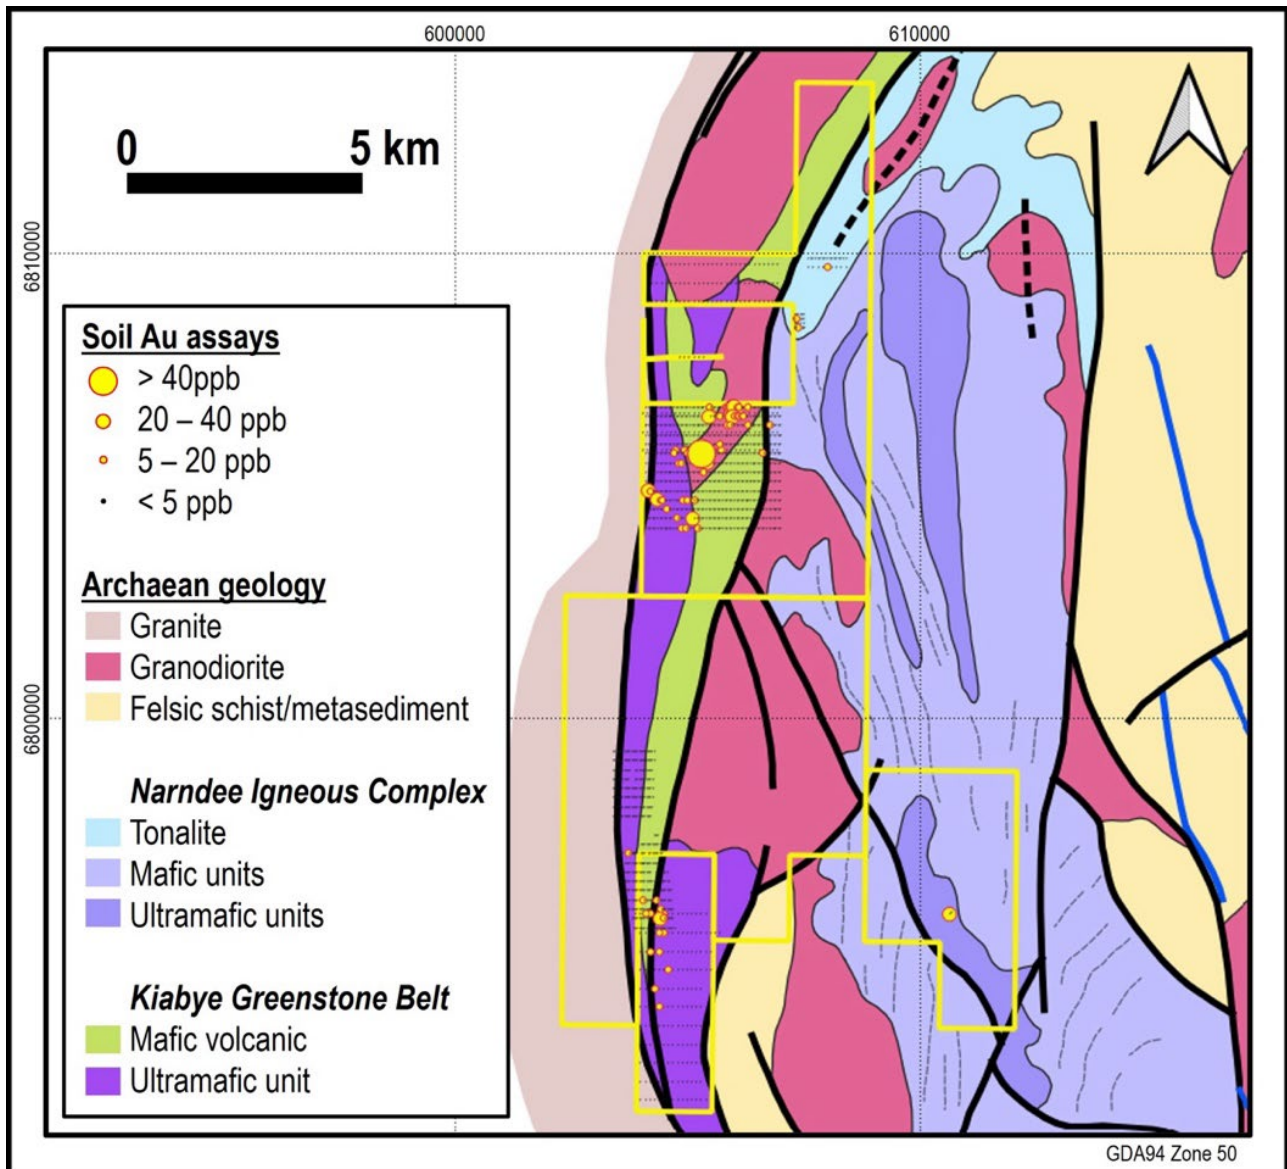 600000
610000
0 5 km
6810000
6800000
Soil Au assays
> 40ppb
20 – 40 ppb
5 – 20 ppb
< 5 ppb
Archaean geology
Granite
Granodiorite
Felsic schist/metasediment
Narndee Igneous Complex
Tonalite
Mafic units
Ultramafic units
Kiabye Greenstone Belt
Mafic volcanic
Ultramafic unit
GDA94 Zone 50